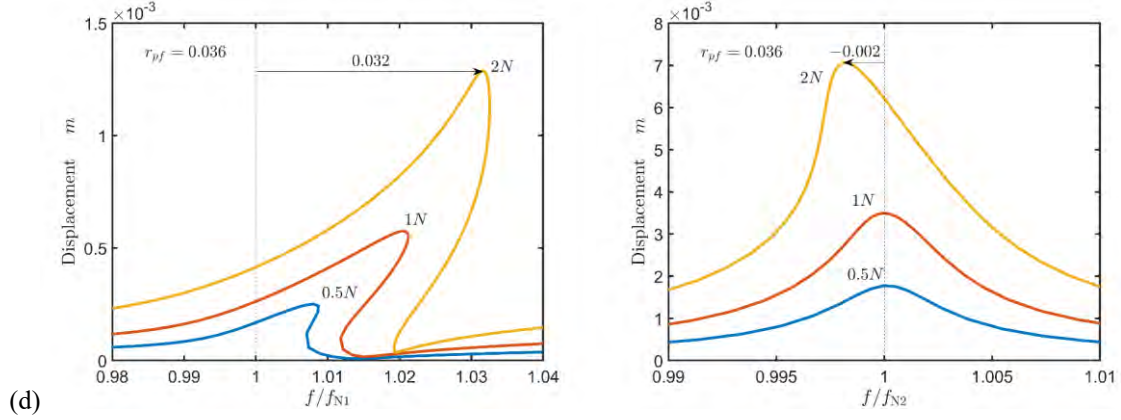 ×10⁻³
1.5
1
0.5
0
Displacement m
r_pf = 0.036
0.032
2N
1N
0.5N
0.98 0.99 1 1.01 1.02 1.03 1.04
f/f_N1
×10⁻³
8
7
6
5
4
3
2
1
0
Displacement m
r_pf = 0.036
−0.002
2N
1N
0.5N
0.99 0.995 1 1.005 1.01
f/f_N2
(d)